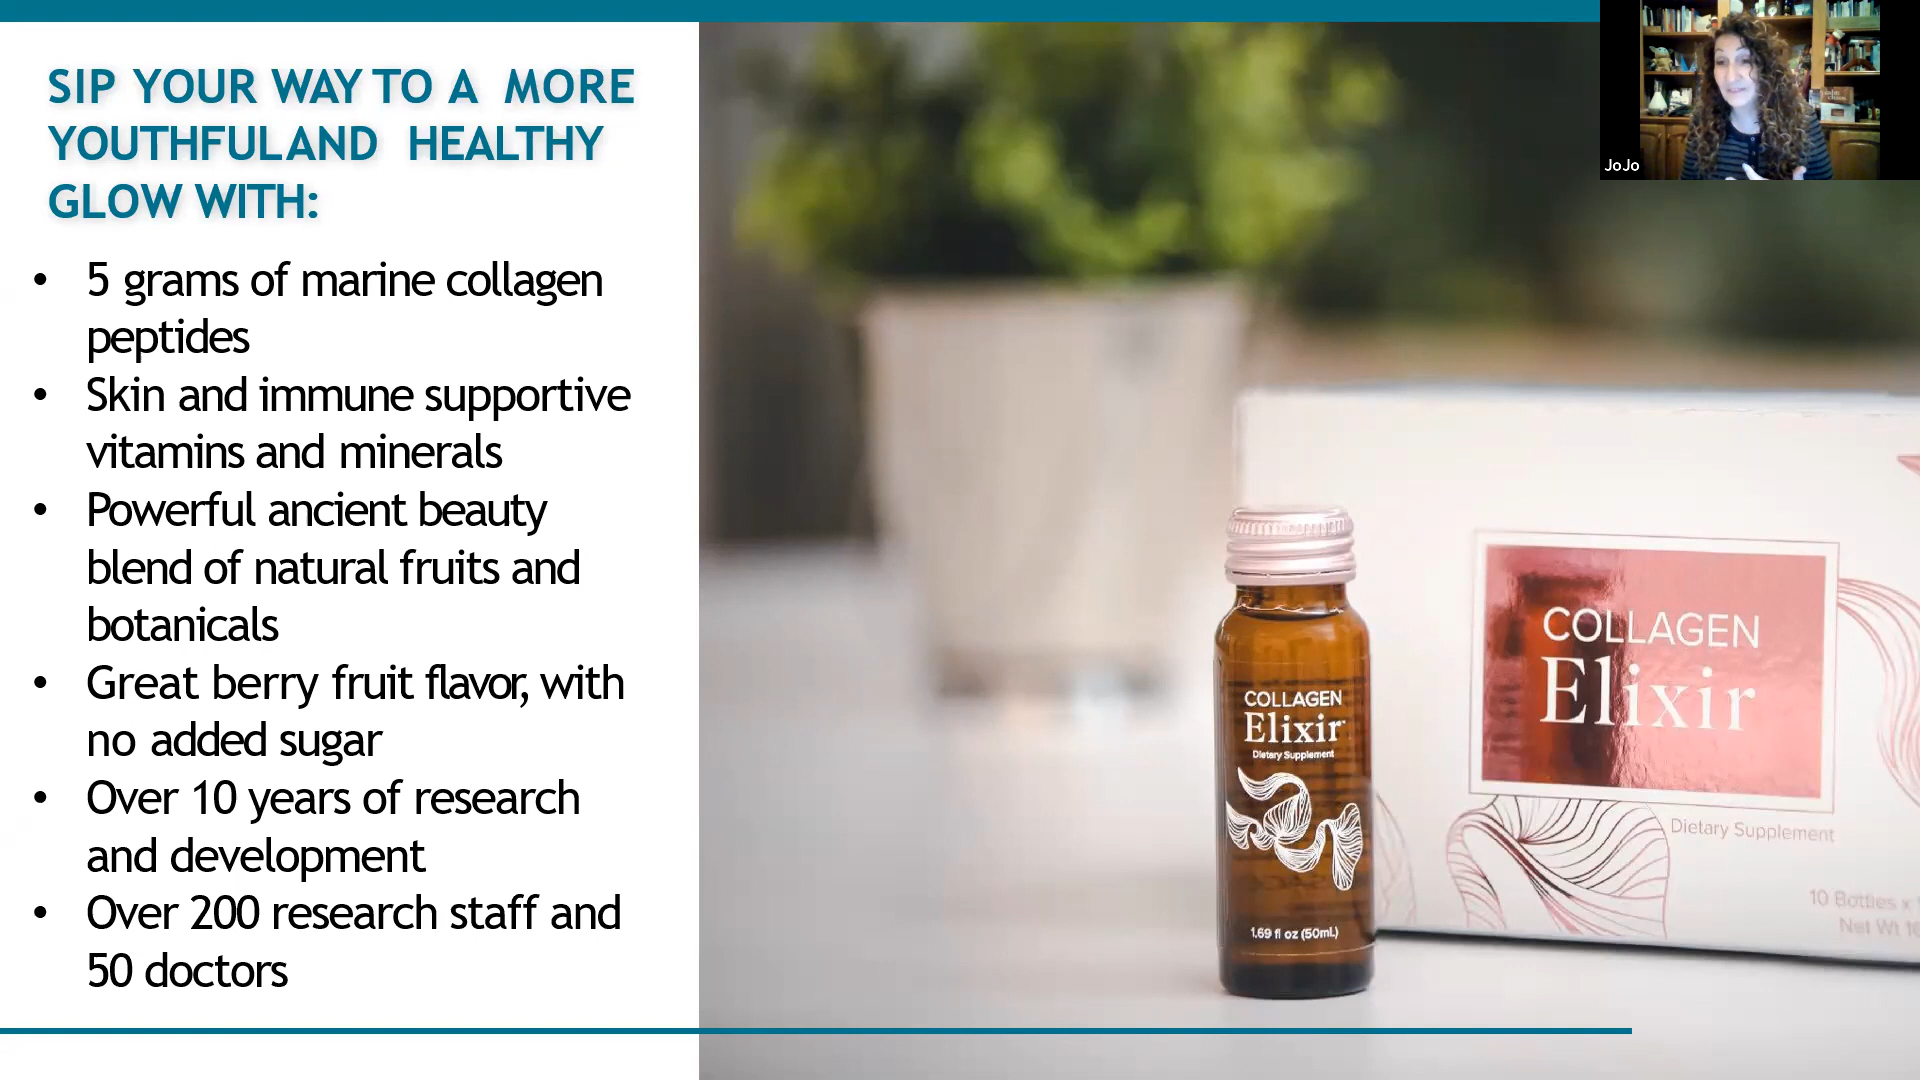 SIP YOUR WAY TO A MORE
YOUTHFULAND HEALTHY
GLOW WITH:
• 5 grams of marine collagen
peptides
• Skin and immune supportive
vitamins and minerals
• Powerful ancient beauty
blend of natural fruits and
botanicals
• Great berry fruit flavor, with
no added sugar
• Over 10 years of research
and development
• Over 200 research staff and
50 doctors
JoJo
COLLAGEN
Elixir
Dietary Supplement
1.69 fl oz (50mL)
COLLAGEN
Elixir
Dietary Supplement
10 Bottles x
Net Wt